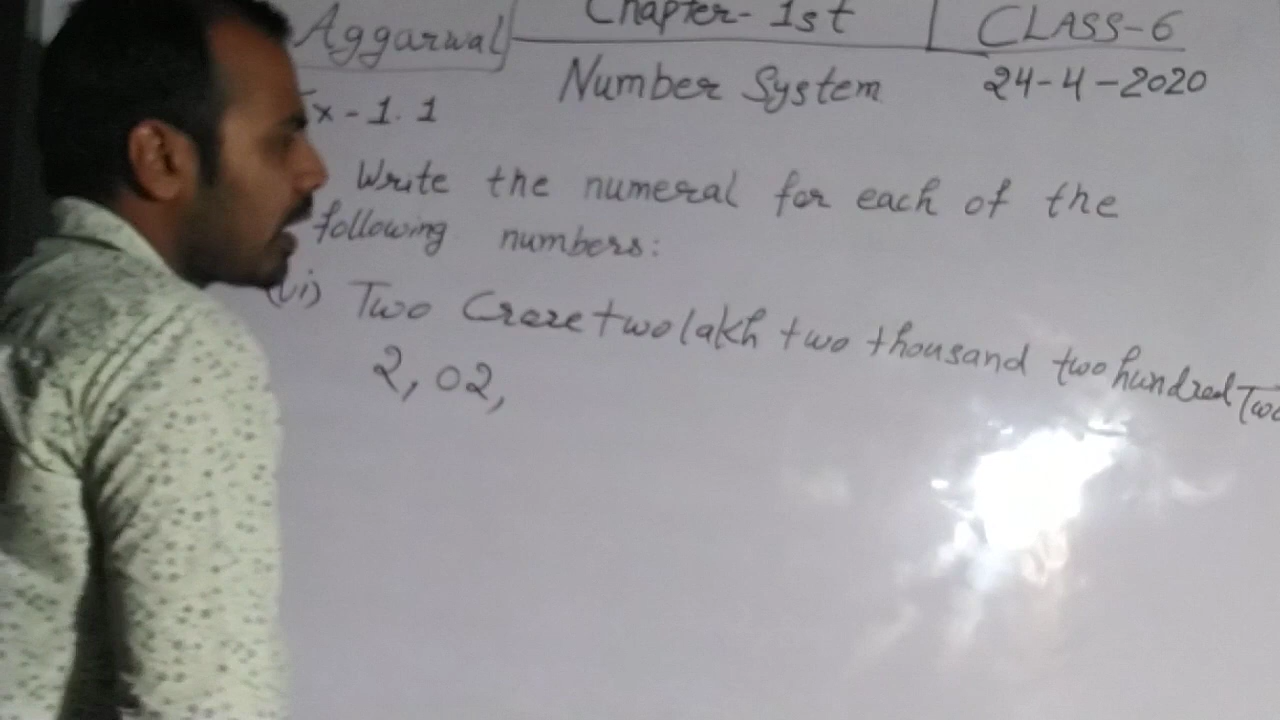 Aggarwal Chapter- 1st CLASS-6
Number System 24-4-2020
Ex-1.1
Write the numeral for each of the
following numbers:
(vi) Two Crore two lakh two thousand two hundred Two
2, 02,